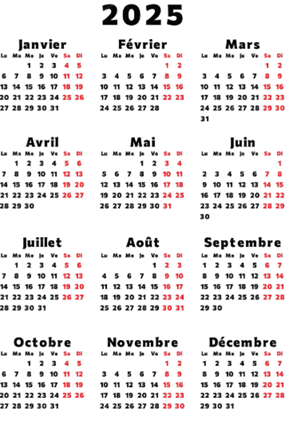 2025
Janvier
Lu Ma Me Je Ve Sa Di
1 2 3 4 5
6 7 8 9 10 11 12
13 14 15 16 17 18 19
20 21 22 23 24 25 26
27 28 29 30 31
Février
Lu Ma Me Je Ve Sa Di
1 2
3 4 5 6 7 8 9
10 11 12 13 14 15 16
17 18 19 20 21 22 23
24 25 26 27 28
Mars
Lu Ma Me Je Ve Sa Di
1 2
3 4 5 6 7 8 9
10 11 12 13 14 15 16
17 18 19 20 21 22 23
24 25 26 27 28 29 30
31
Avril
Lu Ma Me Je Ve Sa Di
1 2 3 4 5 6
7 8 9 10 11 12 13
14 15 16 17 18 19 20
21 22 23 24 25 26 27
28 29 30
Mai
Lu Ma Me Je Ve Sa Di
1 2 3 4
5 6 7 8 9 10 11
12 13 14 15 16 17 18
19 20 21 22 23 24 25
26 27 28 29 30 31
Juin
Lu Ma Me Je Ve Sa Di
1
2 3 4 5 6 7 8
9 10 11 12 13 14 15
16 17 18 19 20 21 22
23 24 25 26 27 28 29
30
Juillet
Lu Ma Me Je Ve Sa Di
1 2 3 4 5 6
7 8 9 10 11 12 13
14 15 16 17 18 19 20
21 22 23 24 25 26 27
28 29 30 31
Août
Lu Ma Me Je Ve Sa Di
1 2 3
4 5 6 7 8 9 10
11 12 13 14 15 16 17
18 19 20 21 22 23 24
25 26 27 28 29 30 31
Septembre
Lu Ma Me Je Ve Sa Di
1 2 3 4 5 6 7
8 9 10 11 12 13 14
15 16 17 18 19 20 21
22 23 24 25 26 27 28
29 30
Octobre
Lu Ma Me Je Ve Sa Di
1 2 3 4 5
6 7 8 9 10 11 12
13 14 15 16 17 18 19
20 21 22 23 24 25 26
27 28 29 30 31
Novembre
Lu Ma Me Je Ve Sa Di
1 2
3 4 5 6 7 8 9
10 11 12 13 14 15 16
17 18 19 20 21 22 23
24 25 26 27 28 29 30
Décembre
Lu Ma Me Je Ve Sa Di
1 2 3 4 5 6 7
8 9 10 11 12 13 14
15 16 17 18 19 20 21
22 23 24 25 26 27 28
29 30 31